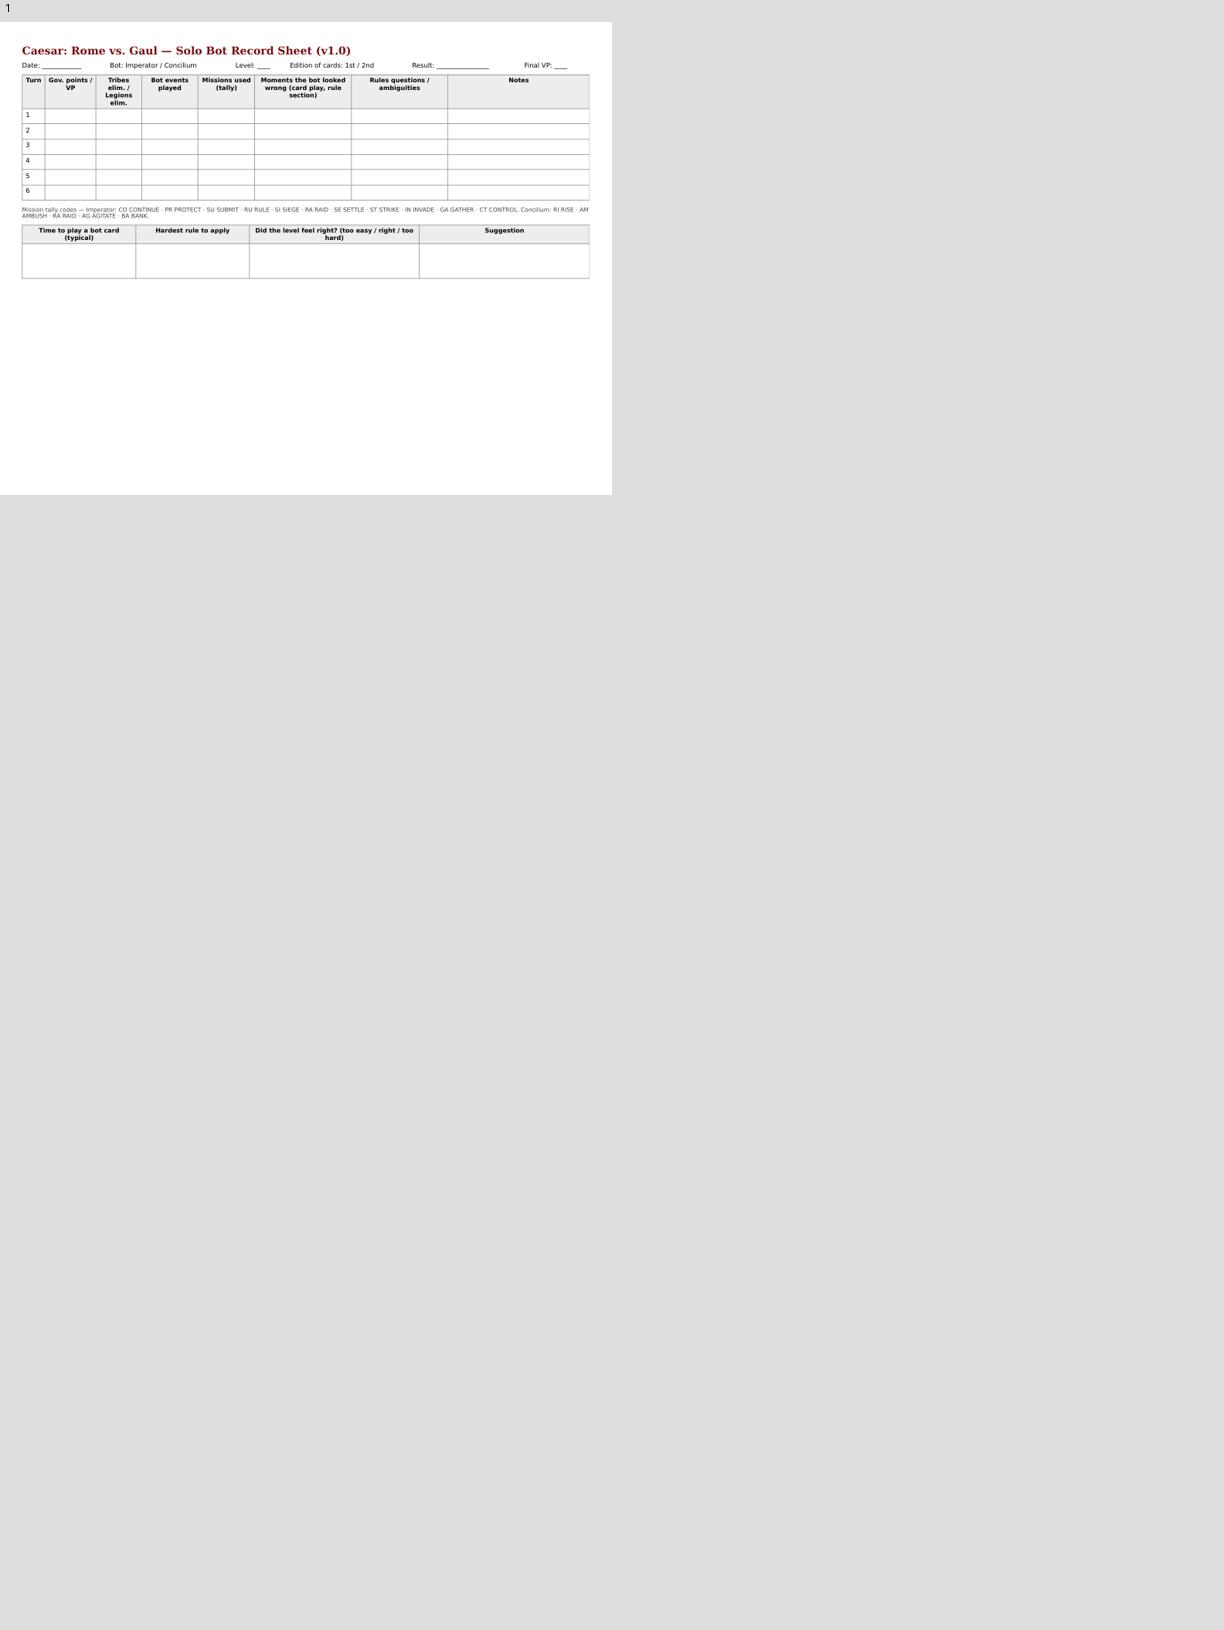 1
Caesar: Rome vs. Gaul — Solo Bot Record Sheet (v1.0)
Date: ____________ Bot: Imperator / Concilium Level: ____ Edition of cards: 1st / 2nd Result: ________________ Final VP: ____
Turn Gov. points / VP Tribes elim. / Legions elim. Bot events played Missions used (tally) Moments the bot looked wrong (card play, rule section) Rules questions / ambiguities Notes
1
2
3
4
5
6
Mission tally codes — Imperator: CO CONTINUE · PR PROTECT · SU SUBMIT · RU RULE · SI SIEGE · RA RAID · SE SETTLE · ST STRIKE · IN INVADE · GA GATHER · CT CONTROL. Concilium: RI RISE · AM
AMBUSH · RA RAID · AG AGITATE · BA BANK.
Time to play a bot card (typical) Hardest rule to apply Did the level feel right? (too easy / right / too hard) Suggestion